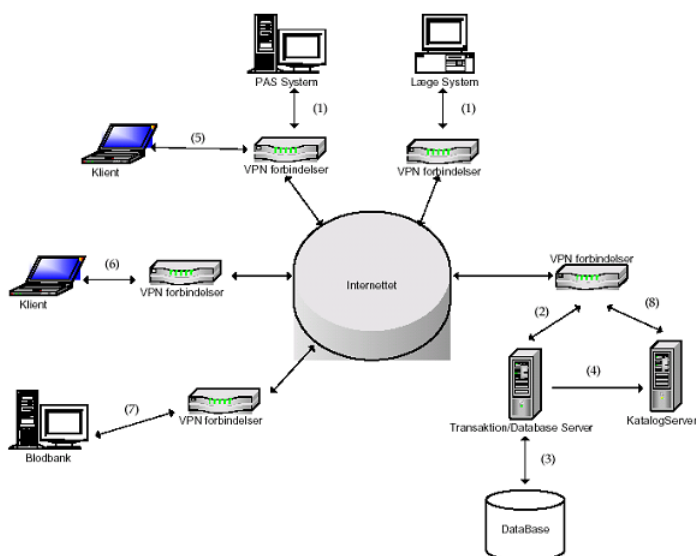 PAS System
Læge System
(1)
(1)
(5)
Klient
VPN forbindelser
VPN forbindelser
VPN forbindelser
Internettet
(6)
Klient
VPN forbindelser
(2)
(8)
(4)
(7)
VPN forbindelser
Transaktion/Database Server
KatalogServer
Blodbank
(3)
DataBase